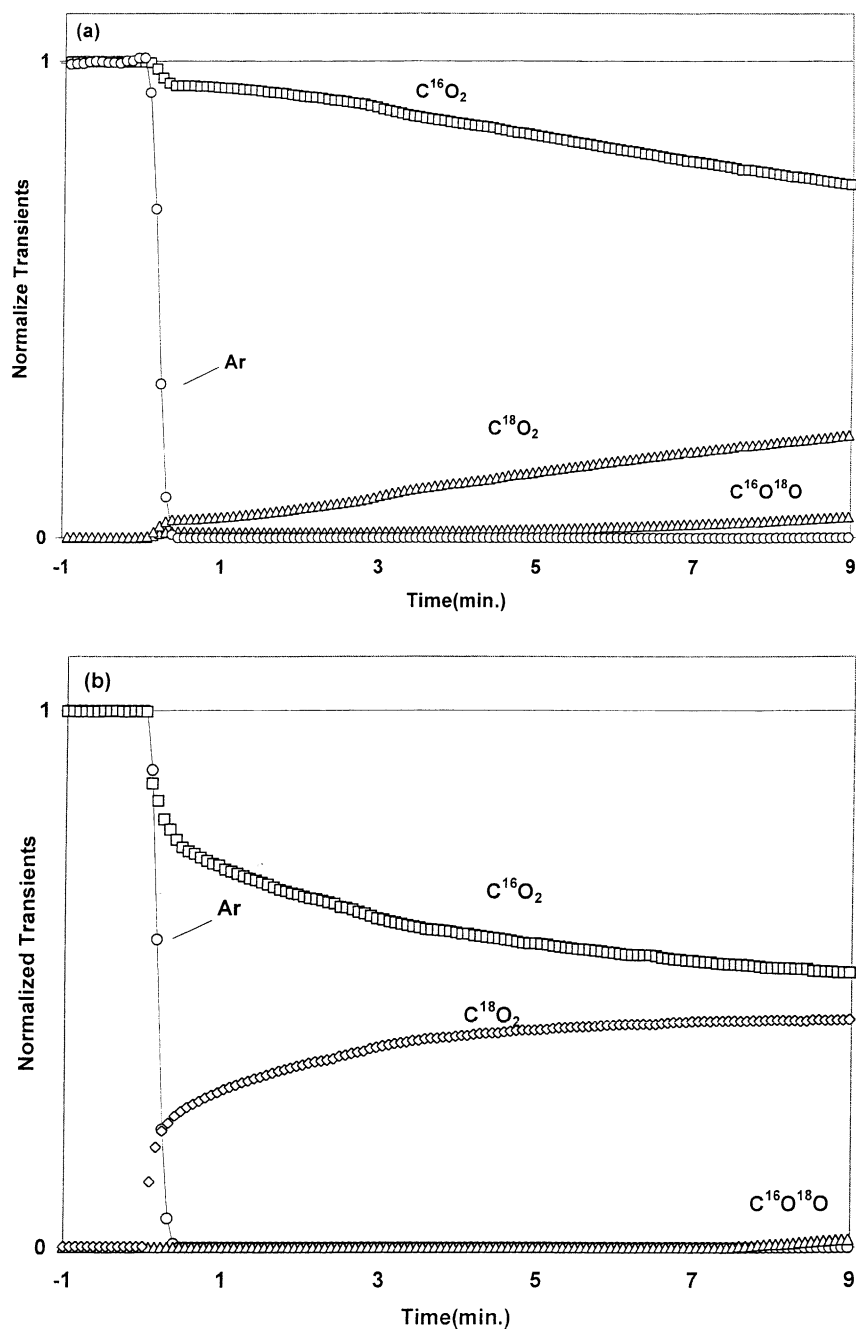 (a)
1
C¹⁶O₂
Normalize Transients
Ar
C¹⁸O₂
C¹⁶O¹⁸O
0
-1 1 3 5 7 9
Time(min.)
(b)
1
C¹⁶O₂
Ar
Normalized Transients
C¹⁸O₂
C¹⁶O¹⁸O
0
-1 1 3 5 7 9
Time(min.)